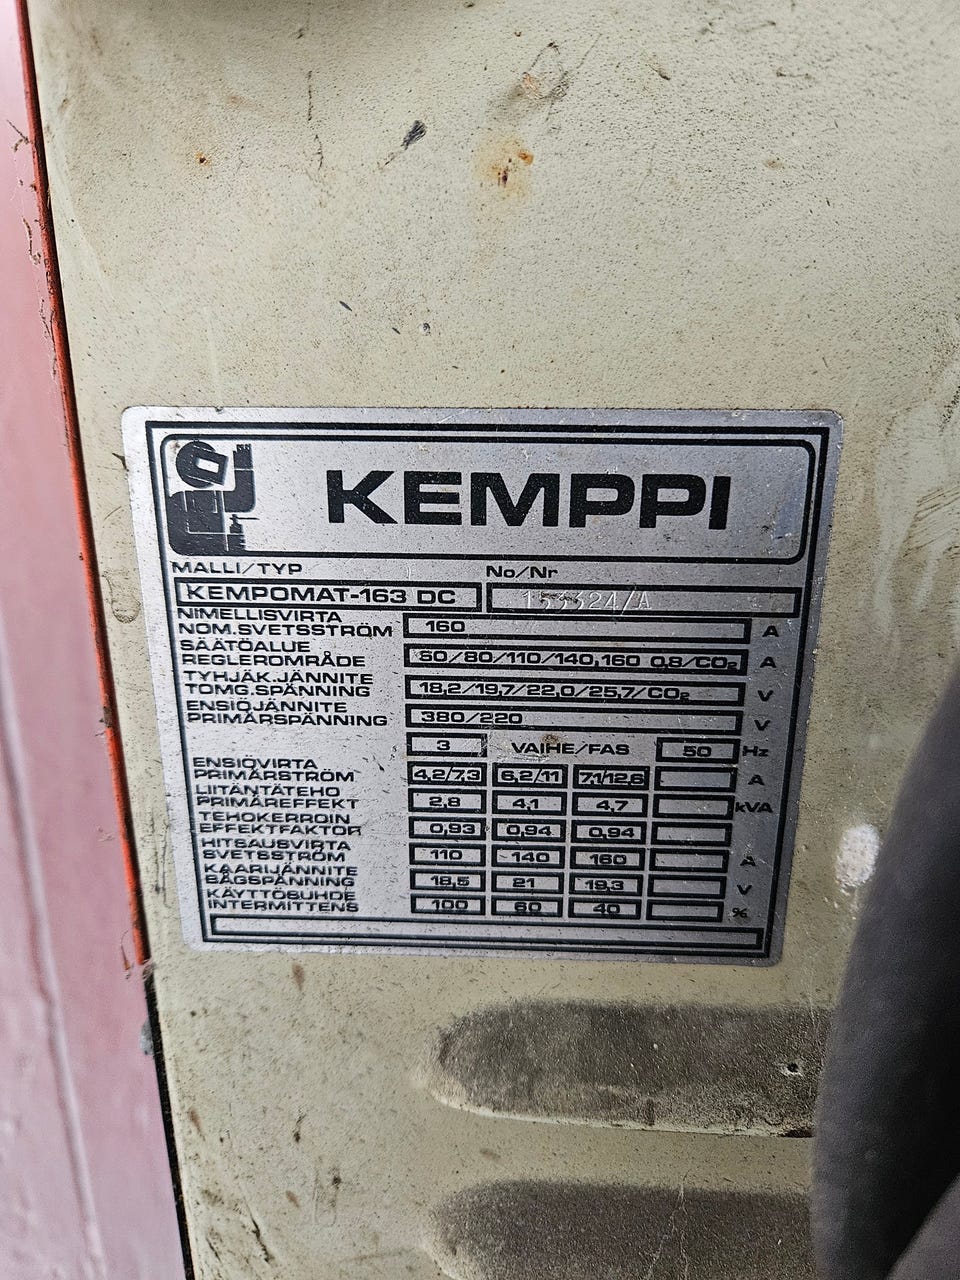 KEMPPI
MALLI/TYP No/Nr
KEMPOMAT-163 DC 153324/A
NIMELLISVIRTA
NOM.SVETSSTRÖM 160 A
SÄÄTÖALUE
REGLEROMRÅDE 60/80/110/140,160 0,8/CO₂ A
TYHJÄK.JÄNNITE
TOMG.SPÄNNING 18,2/19,7/22,0/25,7/CO₂ V
ENSIÖJÄNNITE
PRIMÄRSPÄNNING 380/220 V
3 VAIHE/FAS 50 Hz
ENSIÖVIRTA
PRIMÄRSTRÖM 4,2/7,3 6,2/11 7,1/12,6 A
LIITÄNTÄTEHO
PRIMÄREFFEKT 2,8 4,1 4,7 kVA
TEHOKERROIN
EFFEKTFAKTOR 0,93 0,94 0,94
HITSAUSVIRTA
SVETSSTRÖM 110 140 160 A
KAARIJÄNNITE
BÅGSPÄNNING 18,5 21 19,3 V
KÄYTTÖSUHDE
INTERMITTENS 100 60 40 %